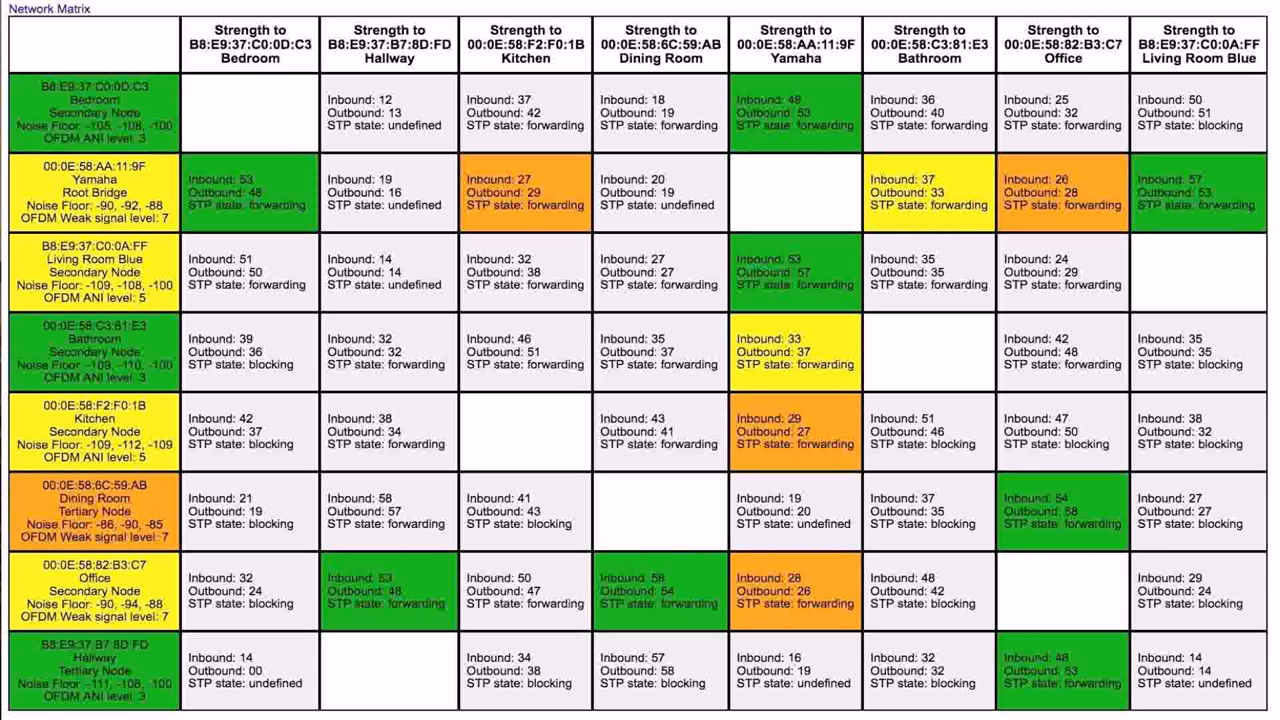 Network Matrix
Strength to
B8:E9:37:C0:0D:C3
Bedroom
Strength to
B8:E9:37:B7:8D:FD
Hallway
Strength to
00:0E:58:F2:F0:1B
Kitchen
Strength to
00:0E:58:6C:59:AB
Dining Room
Strength to
00:0E:58:AA:11:9F
Yamaha
Strength to
00:0E:58:C3:81:E3
Bathroom
Strength to
00:0E:58:82:B3:C7
Office
Strength to
B8:E9:37:C0:0A:FF
Living Room Blue
B8:E9:37:C0:0D:C3
Bedroom
Secondary Node
Noise Floor: -105, -108, -100
OFDM ANI level: 3
Inbound: 12
Outbound: 13
STP state: undefined
Inbound: 37
Outbound: 42
STP state: forwarding
Inbound: 18
Outbound: 19
STP state: forwarding
Inbound: 48
Outbound: 53
STP state: forwarding
Inbound: 36
Outbound: 40
STP state: forwarding
Inbound: 25
Outbound: 32
STP state: forwarding
Inbound: 50
Outbound: 51
STP state: blocking
00:0E:58:AA:11:9F
Yamaha
Root Bridge
Noise Floor: -90, -92, -88
OFDM Weak signal level: 7
Inbound: 53
Outbound: 48
STP state: forwarding
Inbound: 19
Outbound: 16
STP state: undefined
Inbound: 27
Outbound: 29
STP state: forwarding
Inbound: 20
Outbound: 19
STP state: undefined
Inbound: 37
Outbound: 33
STP state: forwarding
Inbound: 26
Outbound: 28
STP state: forwarding
Inbound: 57
Outbound: 53
STP state: forwarding
B8:E9:37:C0:0A:FF
Living Room Blue
Secondary Node
Noise Floor: -109, -108, -100
OFDM ANI level: 5
Inbound: 51
Outbound: 50
STP state: forwarding
Inbound: 14
Outbound: 14
STP state: undefined
Inbound: 32
Outbound: 38
STP state: forwarding
Inbound: 27
Outbound: 27
STP state: forwarding
Inbound: 53
Outbound: 57
STP state: forwarding
Inbound: 35
Outbound: 35
STP state: forwarding
Inbound: 24
Outbound: 29
STP state: forwarding
00:0E:58:C3:81:E3
Bathroom
Secondary Node
Noise Floor: -109, -110, -100
OFDM ANI level: 3
Inbound: 39
Outbound: 36
STP state: blocking
Inbound: 32
Outbound: 32
STP state: forwarding
Inbound: 46
Outbound: 51
STP state: forwarding
Inbound: 35
Outbound: 37
STP state: forwarding
Inbound: 33
Outbound: 37
STP state: forwarding
Inbound: 42
Outbound: 48
STP state: forwarding
Inbound: 35
Outbound: 35
STP state: blocking
00:0E:58:F2:F0:1B
Kitchen
Secondary Node
Noise Floor: -109, -112, -109
OFDM ANI level: 5
Inbound: 42
Outbound: 37
STP state: blocking
Inbound: 38
Outbound: 34
STP state: forwarding
Inbound: 43
Outbound: 41
STP state: forwarding
Inbound: 29
Outbound: 27
STP state: forwarding
Inbound: 51
Outbound: 46
STP state: blocking
Inbound: 47
Outbound: 50
STP state: blocking
Inbound: 38
Outbound: 32
STP state: blocking
00:0E:58:6C:59:AB
Dining Room
Tertiary Node
Noise Floor: -86, -90, -85
OFDM Weak signal level: 7
Inbound: 21
Outbound: 19
STP state: blocking
Inbound: 58
Outbound: 57
STP state: forwarding
Inbound: 41
Outbound: 43
STP state: blocking
Inbound: 19
Outbound: 20
STP state: undefined
Inbound: 37
Outbound: 35
STP state: blocking
Inbound: 54
Outbound: 58
STP state: forwarding
Inbound: 27
Outbound: 27
STP state: blocking
00:0E:58:82:B3:C7
Office
Secondary Node
Noise Floor: -90, -94, -88
OFDM Weak signal level: 7
Inbound: 32
Outbound: 24
STP state: blocking
Inbound: 53
Outbound: 48
STP state: forwarding
Inbound: 50
Outbound: 47
STP state: forwarding
Inbound: 58
Outbound: 54
STP state: forwarding
Inbound: 28
Outbound: 26
STP state: forwarding
Inbound: 48
Outbound: 42
STP state: blocking
Inbound: 29
Outbound: 24
STP state: blocking
B8:E9:37:B7:8D:FD
Hallway
Tertiary Node
Noise Floor: -111, -108, -100
OFDM ANI level: 3
Inbound: 14
Outbound: 00
STP state: undefined
Inbound: 34
Outbound: 38
STP state: blocking
Inbound: 57
Outbound: 58
STP state: blocking
Inbound: 16
Outbound: 19
STP state: undefined
Inbound: 32
Outbound: 32
STP state: blocking
Inbound: 48
Outbound: 53
STP state: forwarding
Inbound: 14
Outbound: 14
STP state: undefined